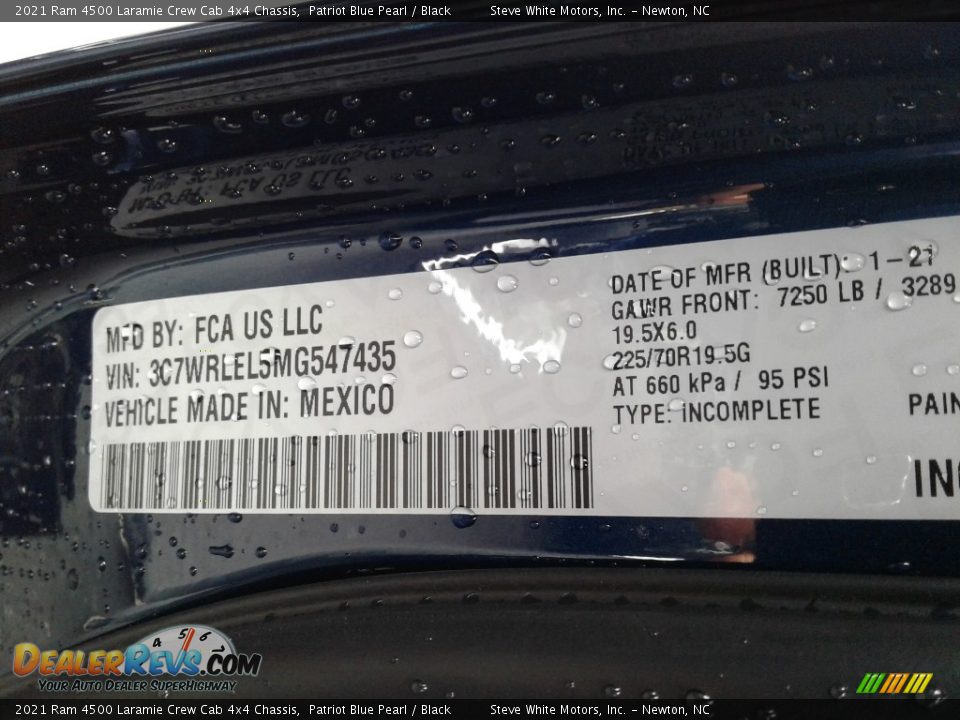 2021 Ram 4500 Laramie Crew Cab 4x4 Chassis, Patriot Blue Pearl / Black Steve White Motors, Inc. – Newton, NC
MFD BY: FCA US LLC
VIN: 3C7WRLEL5MG547435
VEHICLE MADE IN: MEXICO
DATE OF MFR (BUILT): 1-21
GAWR FRONT: 7250 LB / 3289
19.5X6.0
225/70R19.5G
AT 660 kPa / 95 PSI
TYPE: INCOMPLETE
PAIN
INC
4 5 6
DealerRevs.com
Your Auto Dealer SuperHighway
2021 Ram 4500 Laramie Crew Cab 4x4 Chassis, Patriot Blue Pearl / Black Steve White Motors, Inc. – Newton, NC